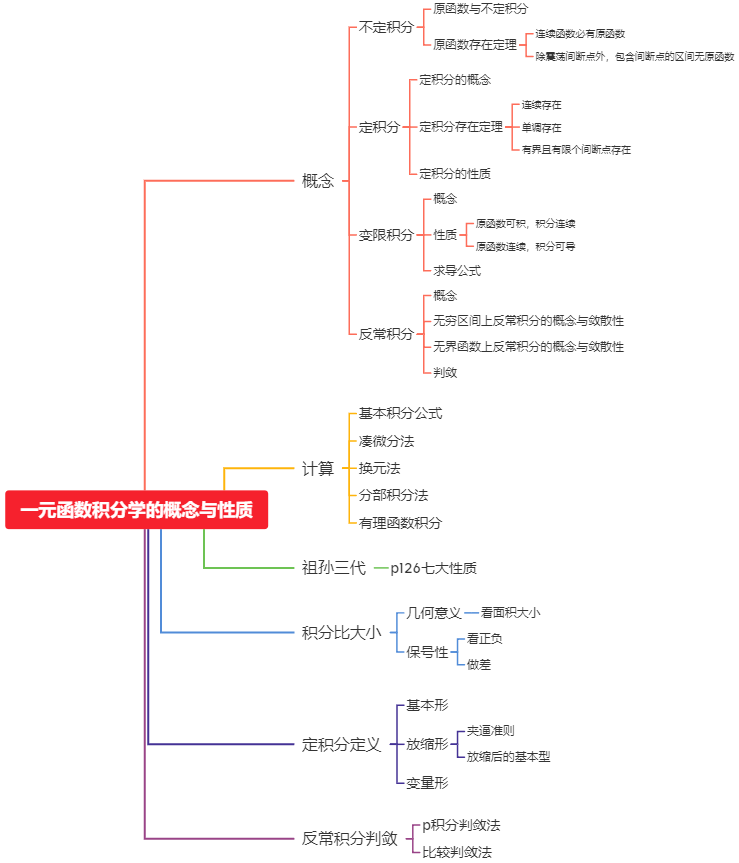 一元函数积分学的概念与性质
概念
不定积分
原函数与不定积分
原函数存在定理
连续函数必有原函数
除震荡间断点外，包含间断点的区间无原函数
定积分
定积分的概念
定积分存在定理
连续存在
单调存在
有界且有限个间断点存在
定积分的性质
变限积分
概念
性质
原函数可积，积分连续
原函数连续，积分可导
求导公式
反常积分
概念
无穷区间上反常积分的概念与敛散性
无界函数上反常积分的概念与敛散性
判敛
计算
基本积分公式
凑微分法
换元法
分部积分法
有理函数积分
祖孙三代
p126七大性质
积分比大小
几何意义
看面积大小
保号性
看正负
做差
定积分定义
基本形
放缩形
夹逼准则
放缩后的基本型
变量形
反常积分判敛
p积分判敛法
比较判敛法